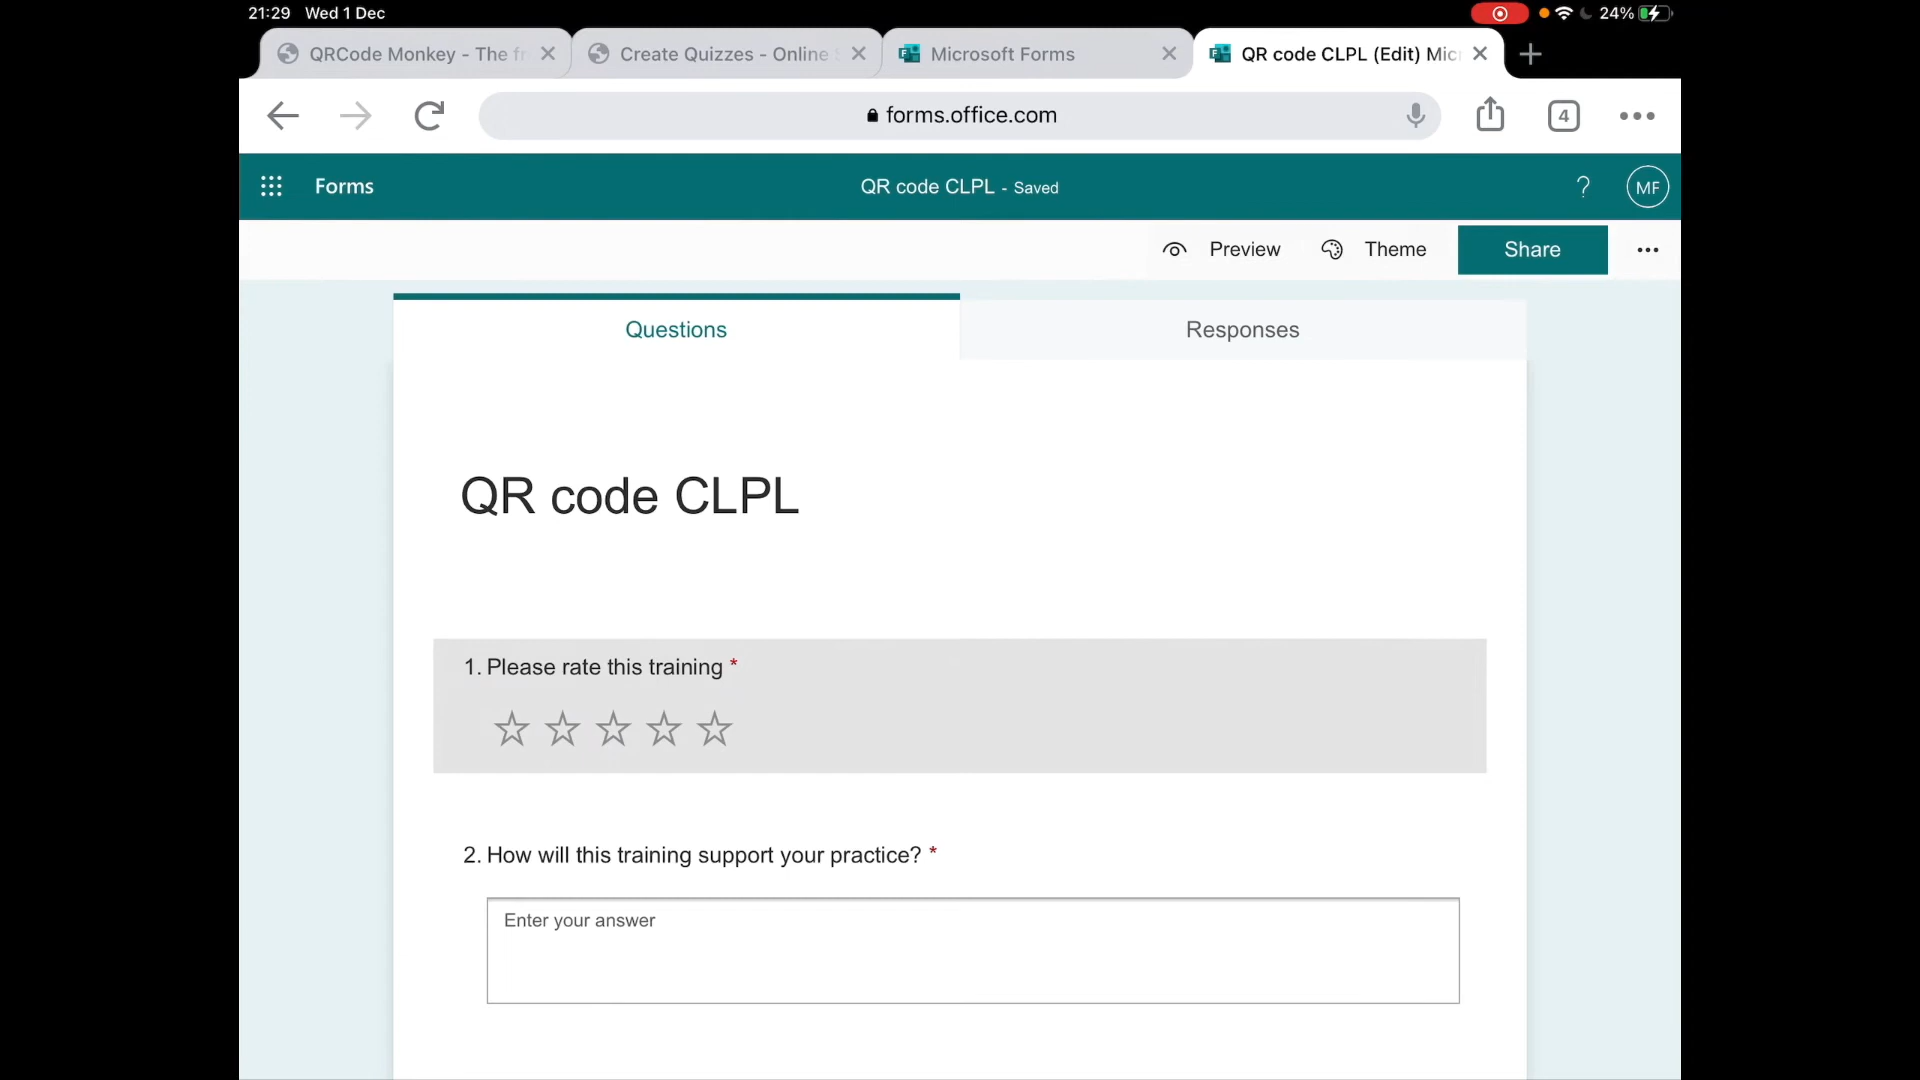 21:29 Wed 1 Dec
24%
QRCode Monkey - The fr
Create Quizzes - Online
Microsoft Forms
QR code CLPL (Edit) Mic
forms.office.com
4
Forms
QR code CLPL - Saved
?
MF
Preview
Theme
Share
Questions
Responses
QR code CLPL
1. Please rate this training *
2. How will this training support your practice? *
Enter your answer